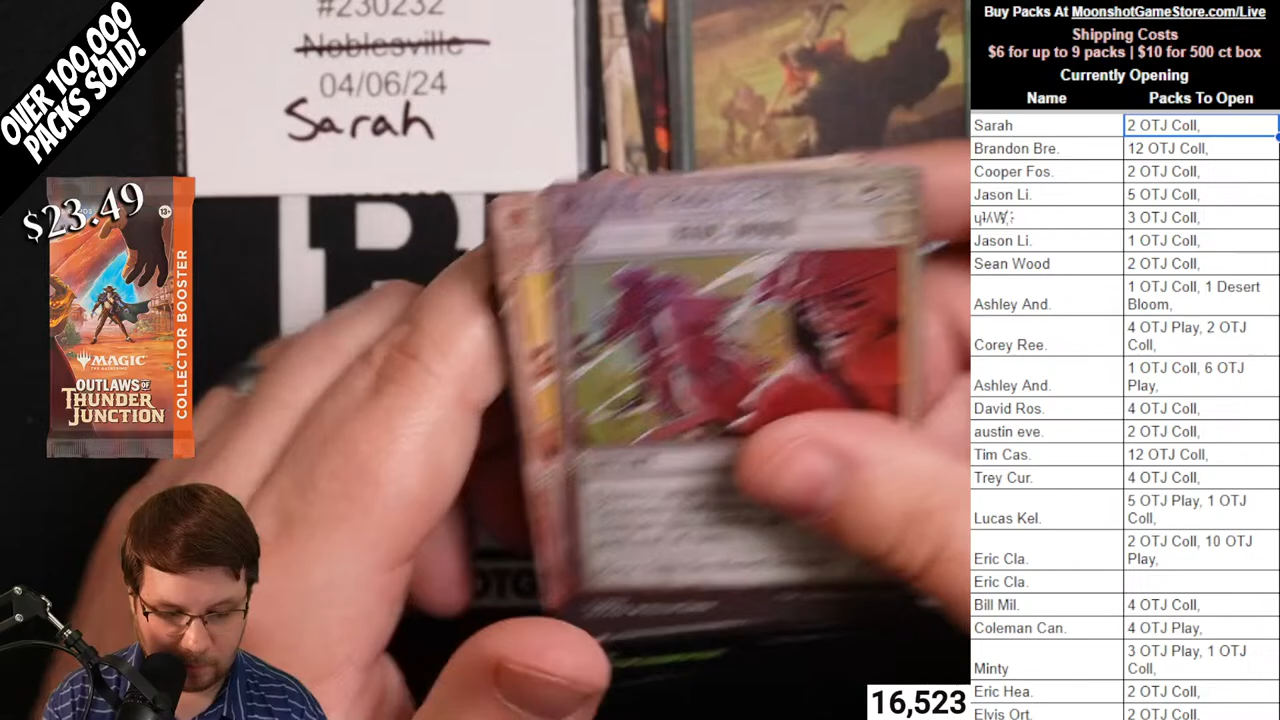 OVER 100,000
PACKS SOLD!
$23.49
13+
MAGIC
THE GATHERING
OUTLAWS OF
THUNDER
JUNCTION
COLLECTOR BOOSTER
#230232
Noblesville
04/06/24
Sarah
16,523
Buy Packs At MoonshotGameStore.com/Live
Shipping Costs
$6 for up to 9 packs | $10 for 500 ct box
Currently Opening
Name Packs To Open
Sarah 2 OTJ Coll,
Brandon Bre. 12 OTJ Coll,
Cooper Fos. 2 OTJ Coll,
Jason Li. 5 OTJ Coll,
3 OTJ Coll,
Jason Li. 1 OTJ Coll,
Sean Wood 2 OTJ Coll,
Ashley And. 1 OTJ Coll, 1 Desert
Bloom,
Corey Ree. 4 OTJ Play, 2 OTJ
Coll,
Ashley And. 1 OTJ Coll, 6 OTJ
Play,
David Ros. 4 OTJ Coll,
austin eve. 2 OTJ Coll,
Tim Cas. 12 OTJ Coll,
Trey Cur. 4 OTJ Coll,
Lucas Kel. 5 OTJ Play, 1 OTJ
Coll,
Eric Cla. 2 OTJ Coll, 10 OTJ
Play,
Eric Cla.
Bill Mil. 4 OTJ Coll,
Coleman Can. 4 OTJ Play,
Minty 3 OTJ Play, 1 OTJ
Coll,
Eric Hea. 2 OTJ Coll,
Elvis Ort. 2 OTJ Coll,